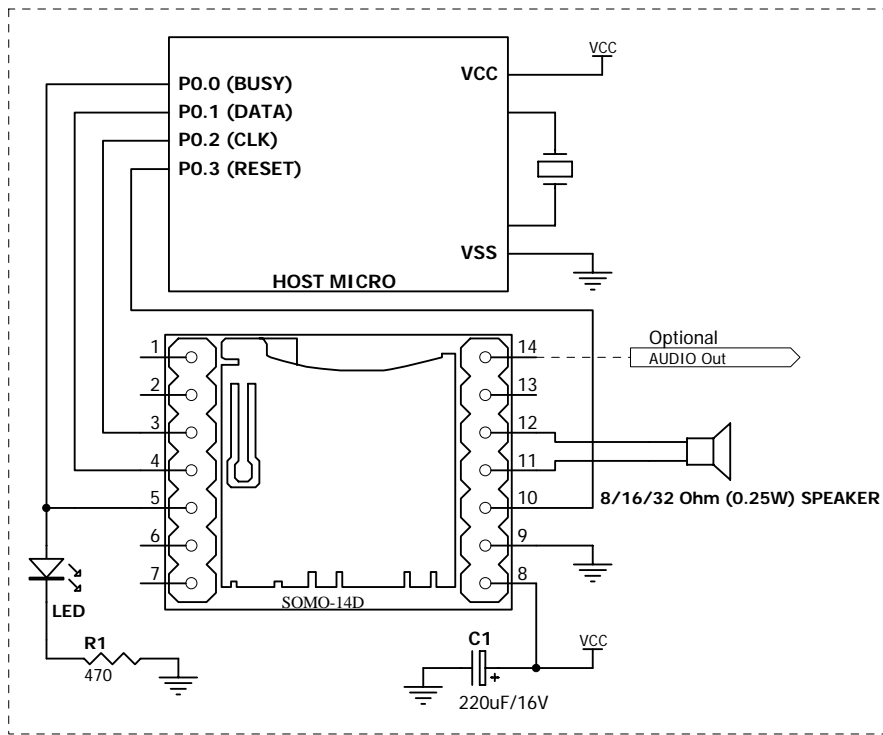 VCC
P0.0 (BUSY)
VCC
P0.1 (DATA)
P0.2 (CLK)
P0.3 (RESET)
VSS
HOST MICRO
1
2
3
4
5
6
7
14
13
12
11
10
9
8
Optional
AUDIO Out
8/16/32 Ohm (0.25W) SPEAKER
SOMO-14D
LED
R1
470
C1
+
220uF/16V
VCC